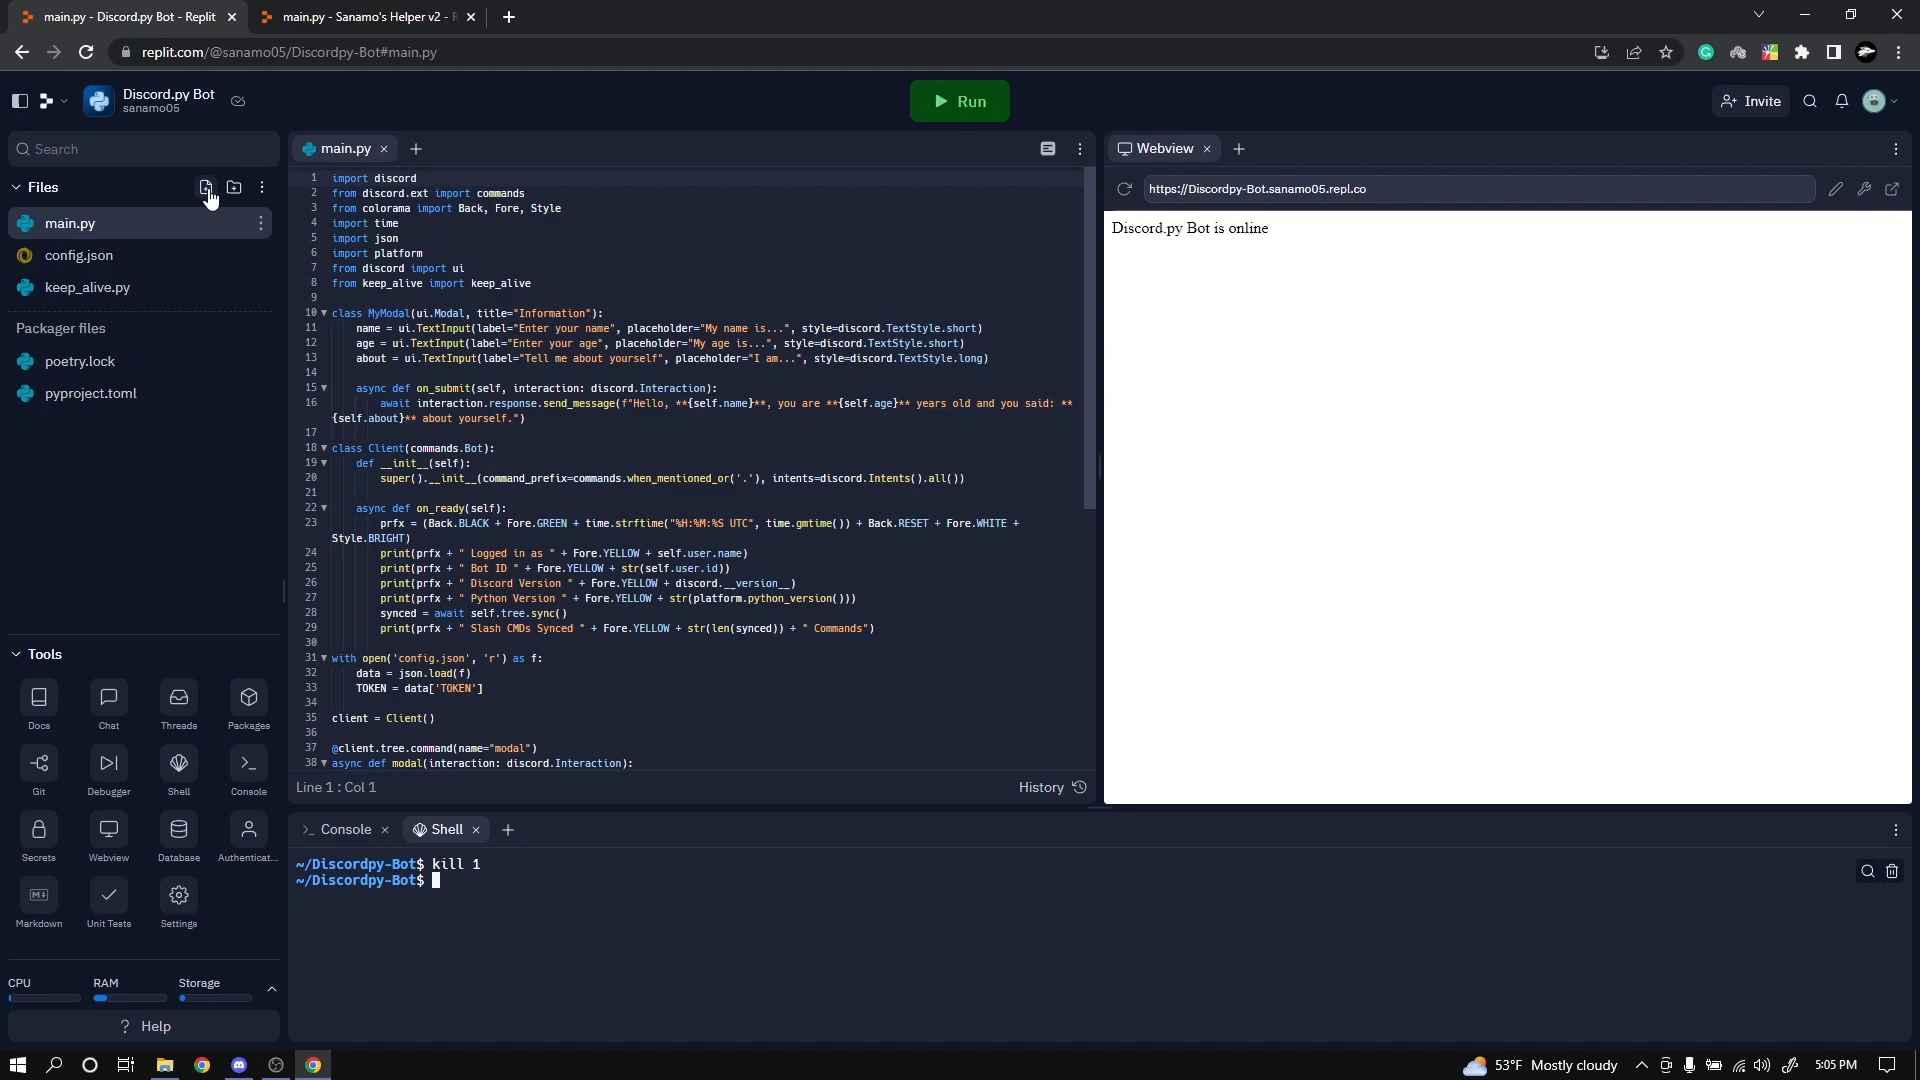 main.py - Discord.py Bot - Replit
main.py - Sanamo's Helper v2 -
replit.com/@sanamo05/Discordpy-Bot#main.py
Discord.py Bot
sanamo05
Run
Invite
Search
Files
main.py
config.json
keep_alive.py
Packager files
poetry.lock
pyproject.toml
Tools
Docs
Chat
Threads
Packages
Git
Debugger
Shell
Console
Secrets
Webview
Database
Authenticat...
Markdown
Unit Tests
Settings
CPU
RAM
Storage
? Help
main.py
1 import discord
2 from discord.ext import commands
3 from colorama import Back, Fore, Style
4 import time
5 import json
6 import platform
7 from discord import ui
8 from keep_alive import keep_alive
9
10 class MyModal(ui.Modal, title="Information"):
11 name = ui.TextInput(label="Enter your name", placeholder="My name is...", style=discord.TextStyle.short)
12 age = ui.TextInput(label="Enter your age", placeholder="My age is...", style=discord.TextStyle.short)
13 about = ui.TextInput(label="Tell me about yourself", placeholder="I am...", style=discord.TextStyle.long)
14
15 async def on_submit(self, interaction: discord.Interaction):
16 await interaction.response.send_message(f"Hello, **{self.name}**, you are **{self.age}** years old and you said: **
{self.about}** about yourself.")
17
18 class Client(commands.Bot):
19 def __init__(self):
20 super().__init__(command_prefix=commands.when_mentioned_or('.'), intents=discord.Intents().all())
21
22 async def on_ready(self):
23 prfx = (Back.BLACK + Fore.GREEN + time.strftime("%H:%M:%S UTC", time.gmtime()) + Back.RESET + Fore.WHITE +
Style.BRIGHT)
24 print(prfx + " Logged in as " + Fore.YELLOW + self.user.name)
25 print(prfx + " Bot ID " + Fore.YELLOW + str(self.user.id))
26 print(prfx + " Discord Version " + Fore.YELLOW + discord.__version__)
27 print(prfx + " Python Version " + Fore.YELLOW + str(platform.python_version()))
28 synced = await self.tree.sync()
29 print(prfx + " Slash CMDs Synced " + Fore.YELLOW + str(len(synced)) + " Commands")
30
31 with open('config.json', 'r') as f:
32 data = json.load(f)
33 TOKEN = data['TOKEN']
34
35 client = Client()
36
37 @client.tree.command(name="modal")
38 async def modal(interaction: discord.Interaction):
Line 1 : Col 1
History
Webview
https://Discordpy-Bot.sanamo05.repl.co
Discord.py Bot is online
Console
Shell
~/Discordpy-Bot$ kill 1
~/Discordpy-Bot$
53°F Mostly cloudy
5:05 PM